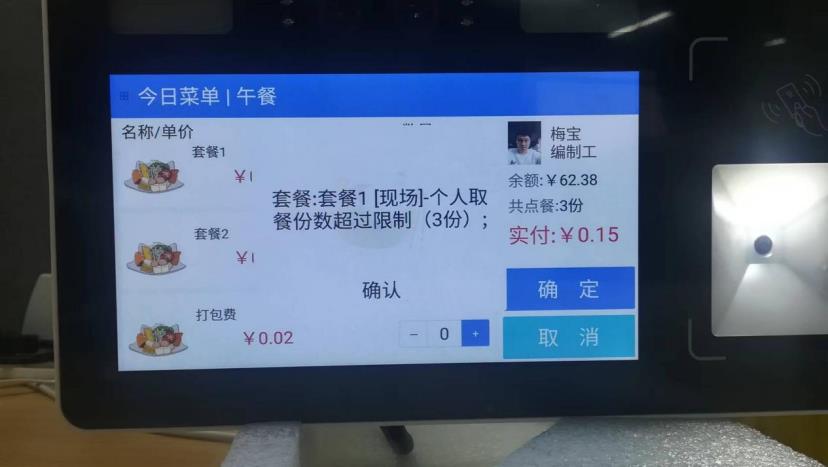 今日菜单 | 午餐
名称/单价
套餐1
￥
套餐:套餐1 [现场]-个人取
餐份数超过限制（3份）；
确认
套餐2
￥
打包费
￥0.02
－ 0 +
梅宝
编制工
余额:￥62.38
共点餐:3份
实付:￥0.15
确 定
取 消